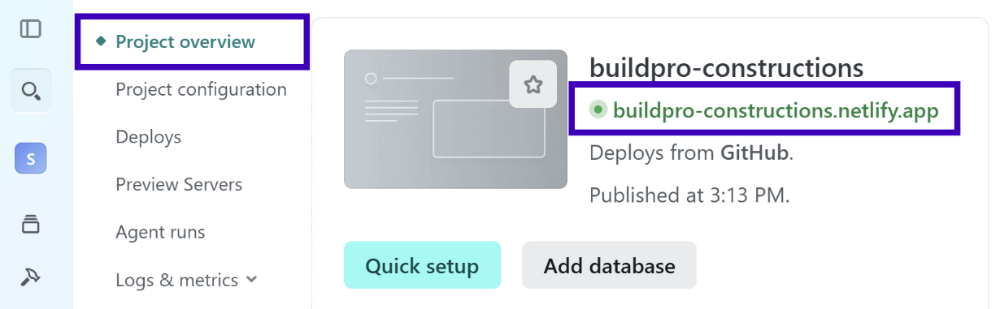 Project overview
Project configuration
Deploys
Preview Servers
Agent runs
Logs & metrics
S
buildpro-constructions
buildpro-constructions.netlify.app
Deploys from GitHub.
Published at 3:13 PM.
Quick setup
Add database